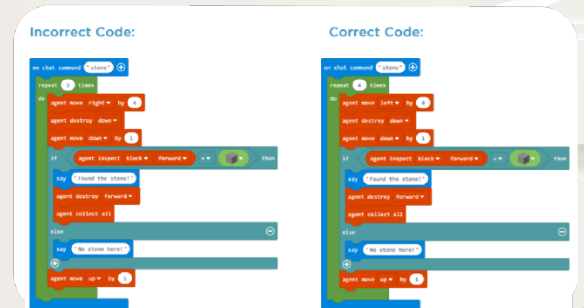 Incorrect Code:
on chat command "stone"
repeat 3 times
do
agent move right by
agent destroy down
agent move down by 1
if agent inspect block forward = then
say "Found the stone!"
agent destroy forward
agent collect all
else
say "No stone here!"
agent move up by 1
Correct Code:
on chat command "stone"
repeat 4 times
do
agent move left by 4
agent destroy down
agent move down by 1
if agent inspect block forward = then
say "Found the stone!"
agent destroy forward
agent collect all
else
say "No stone here!"
agent move up by 1